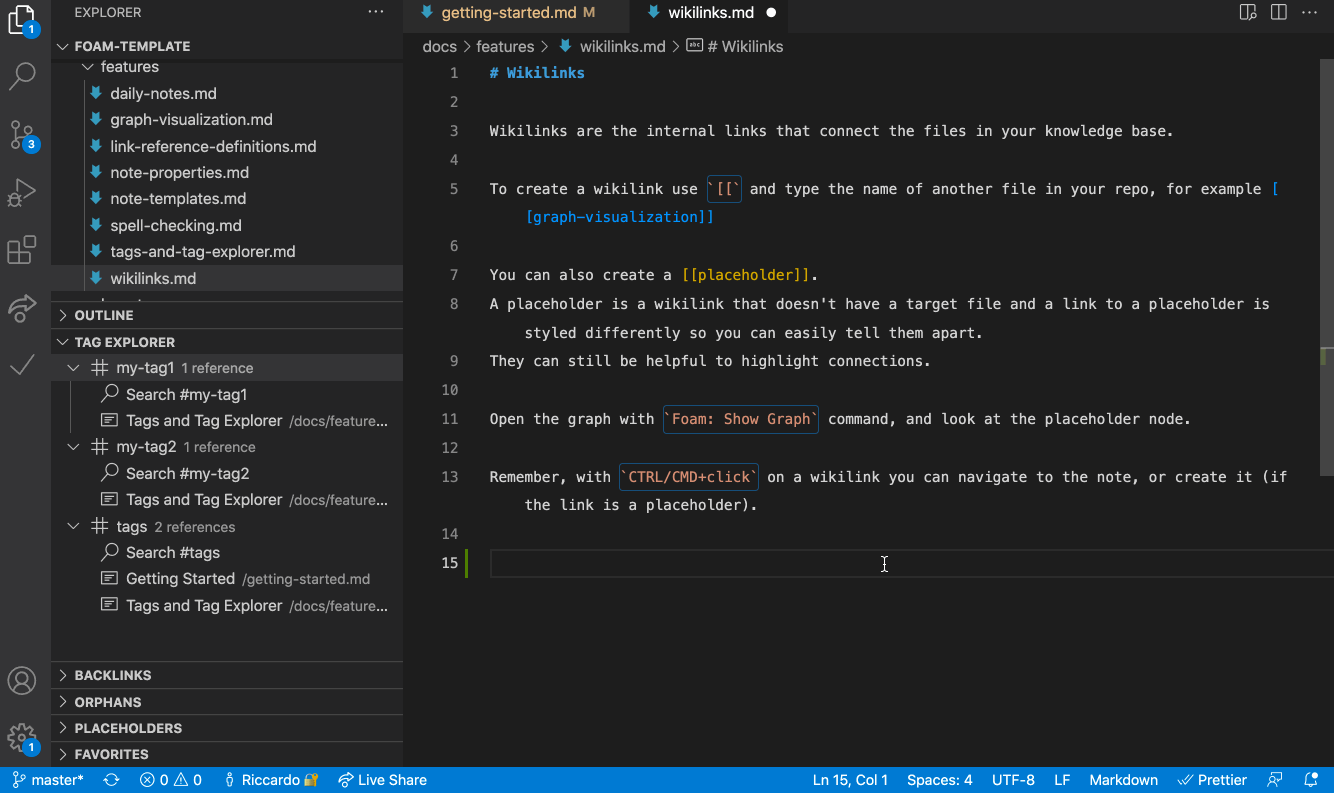 EXPLORER
FOAM-TEMPLATE
features
daily-notes.md
graph-visualization.md
link-reference-definitions.md
note-properties.md
note-templates.md
spell-checking.md
tags-and-tag-explorer.md
wikilinks.md
OUTLINE
TAG EXPLORER
my-tag1 1 reference
Search #my-tag1
Tags and Tag Explorer /docs/feature...
my-tag2 1 reference
Search #my-tag2
Tags and Tag Explorer /docs/feature...
tags 2 references
Search #tags
Getting Started /getting-started.md
Tags and Tag Explorer /docs/feature...
BACKLINKS
ORPHANS
PLACEHOLDERS
FAVORITES
1
3
1
getting-started.md M
wikilinks.md
docs > features > wikilinks.md > abc # Wikilinks
1 # Wikilinks
2
3 Wikilinks are the internal links that connect the files in your knowledge base.
4
5 To create a wikilink use `[[` and type the name of another file in your repo, for example [
[graph-visualization]]
6
7 You can also create a [[placeholder]].
8 A placeholder is a wikilink that doesn't have a target file and a link to a placeholder is
styled differently so you can easily tell them apart.
9 They can still be helpful to highlight connections.
10
11 Open the graph with `Foam: Show Graph` command, and look at the placeholder node.
12
13 Remember, with `CTRL/CMD+click` on a wikilink you can navigate to the note, or create it (if
the link is a placeholder).
14
15
master* 0 0 Riccardo Live Share Ln 15, Col 1 Spaces: 4 UTF-8 LF Markdown Prettier